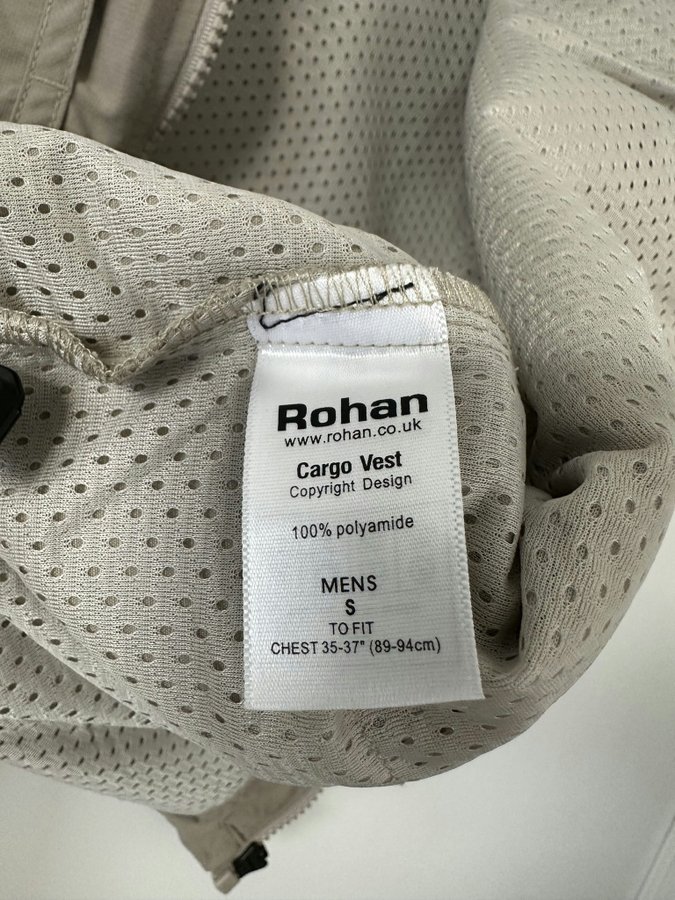 Rohan
www.rohan.co.uk
Cargo Vest
Copyright Design
100% polyamide
MENS
S
TO FIT
CHEST 35-37" (89-94cm)